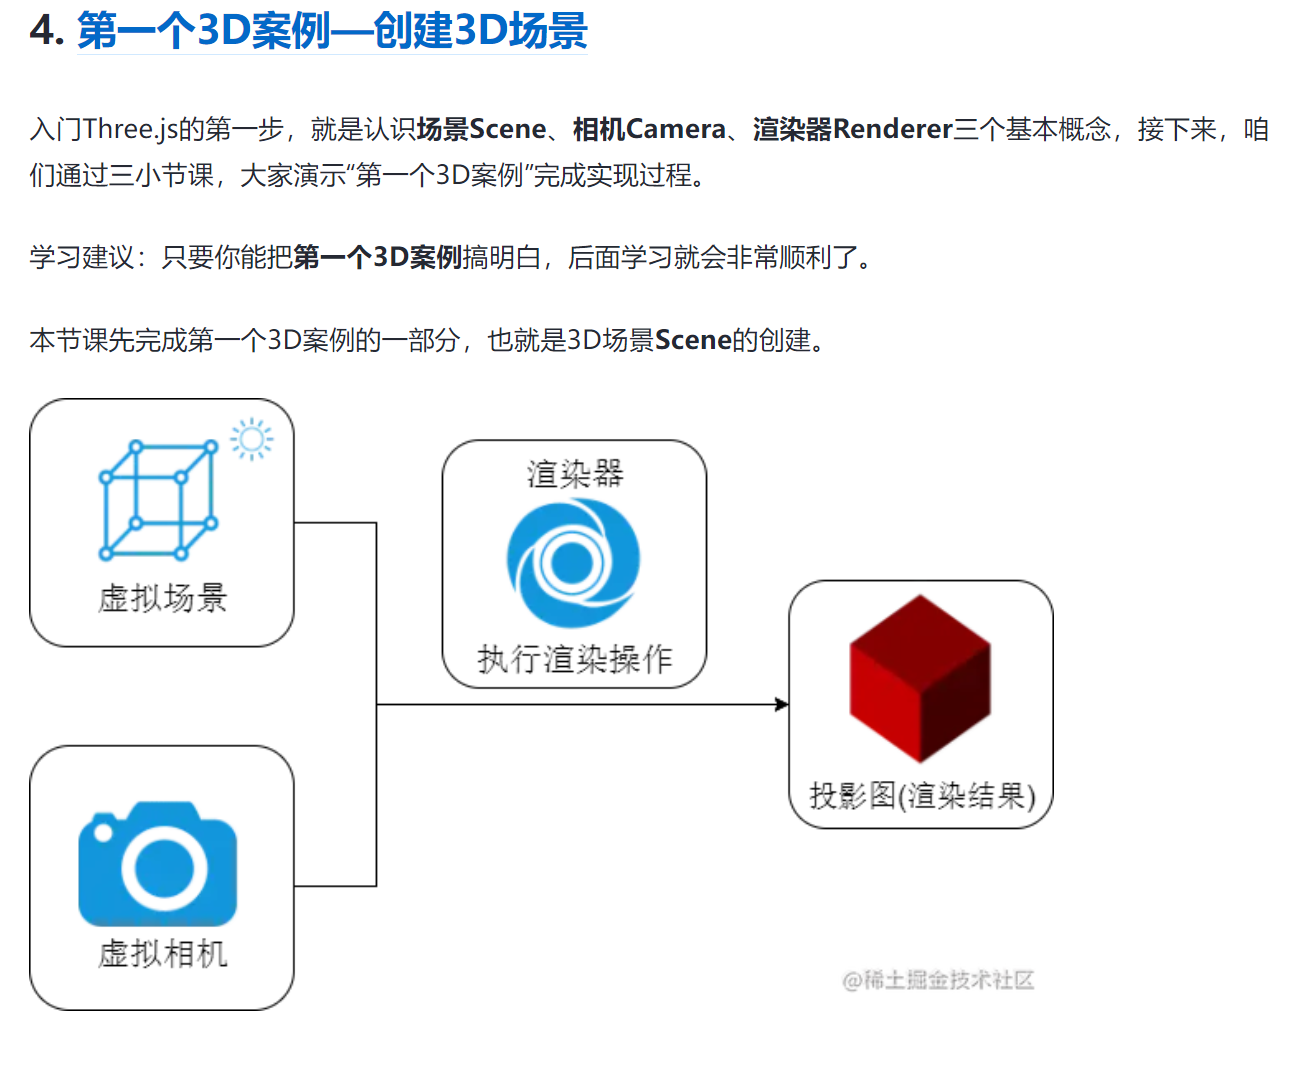 4. 第一个3D案例—创建3D场景
入门Three.js的第一步，就是认识场景Scene、相机Camera、渲染器Renderer三个基本概念，接下来，咱
们通过三小节课，大家演示“第一个3D案例”完成实现过程。
学习建议：只要你能把第一个3D案例搞明白，后面学习就会非常顺利了。
本节课先完成第一个3D案例的一部分，也就是3D场景Scene的创建。
虚拟场景
渲染器
执行渲染操作
投影图(渲染结果)
虚拟相机
@稀土掘金技术社区